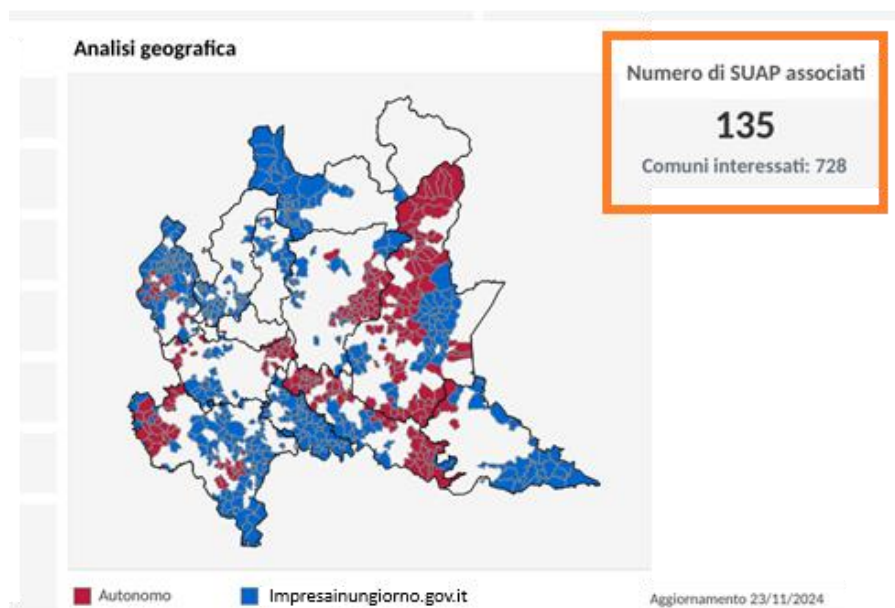 Analisi geografica
Numero di SUAP associati
135
Comuni interessati: 728
Autonomo
Impresainungiorno.gov.it
Aggiornamento 23/11/2024